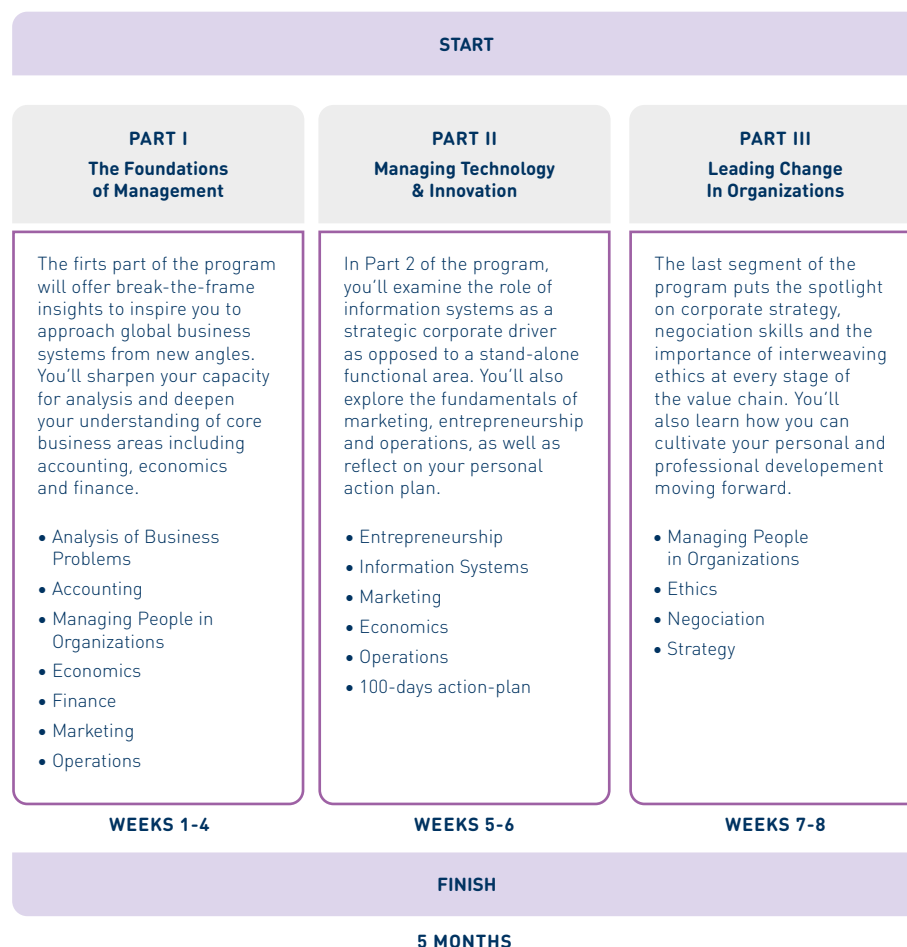 START
PART I
The Foundations
of Management
The firts part of the program
will offer break-the-frame
insights to inspire you to
approach global business
systems from new angles.
You'll sharpen your capacity
for analysis and deepen
your understanding of core
business areas including
accounting, economics
and finance.
• Analysis of Business
Problems
• Accounting
• Managing People in
Organizations
• Economics
• Finance
• Marketing
• Operations
WEEKS 1-4
PART II
Managing Technology
& Innovation
In Part 2 of the program,
you'll examine the role of
information systems as a
strategic corporate driver
as opposed to a stand-alone
functional area. You'll also
explore the fundamentals of
marketing, entrepreneurship
and operations, as well as
reflect on your personal
action plan.
• Entrepreneurship
• Information Systems
• Marketing
• Economics
• Operations
• 100-days action-plan
WEEKS 5-6
PART III
Leading Change
In Organizations
The last segment of the
program puts the spotlight
on corporate strategy,
negociation skills and the
importance of interweaving
ethics at every stage of
the value chain. You'll
also learn how you can
cultivate your personal and
professional developement
moving forward.
• Managing People
in Organizations
• Ethics
• Negociation
• Strategy
WEEKS 7-8
FINISH
5 MONTHS